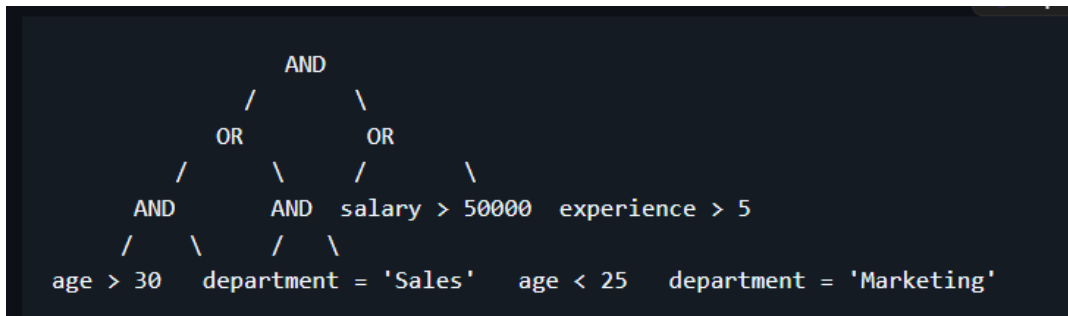 AND
/ \
OR OR
/ \ / \
AND AND salary > 50000 experience > 5
/ \ / \
age > 30 department = 'Sales' age < 25 department = 'Marketing'